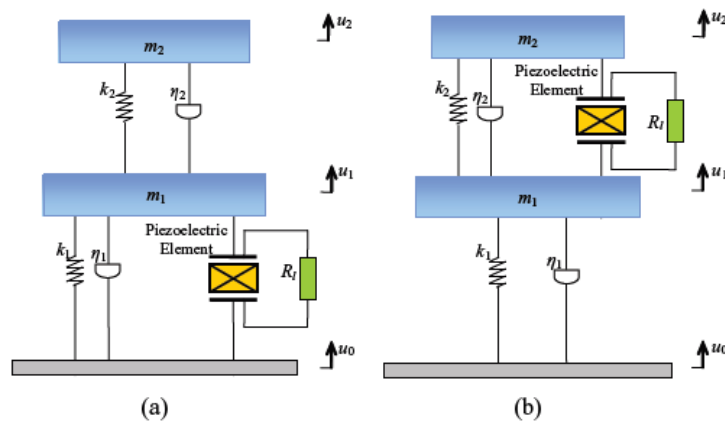 m₂
u₂
k₂
η₂
m₁
u₁
k₁
η₁
Piezoelectric
Element
Rₗ
u₀
(a)
m₂
u₂
k₂
η₂
Piezoelectric
Element
Rₗ
m₁
u₁
k₁
η₁
u₀
(b)